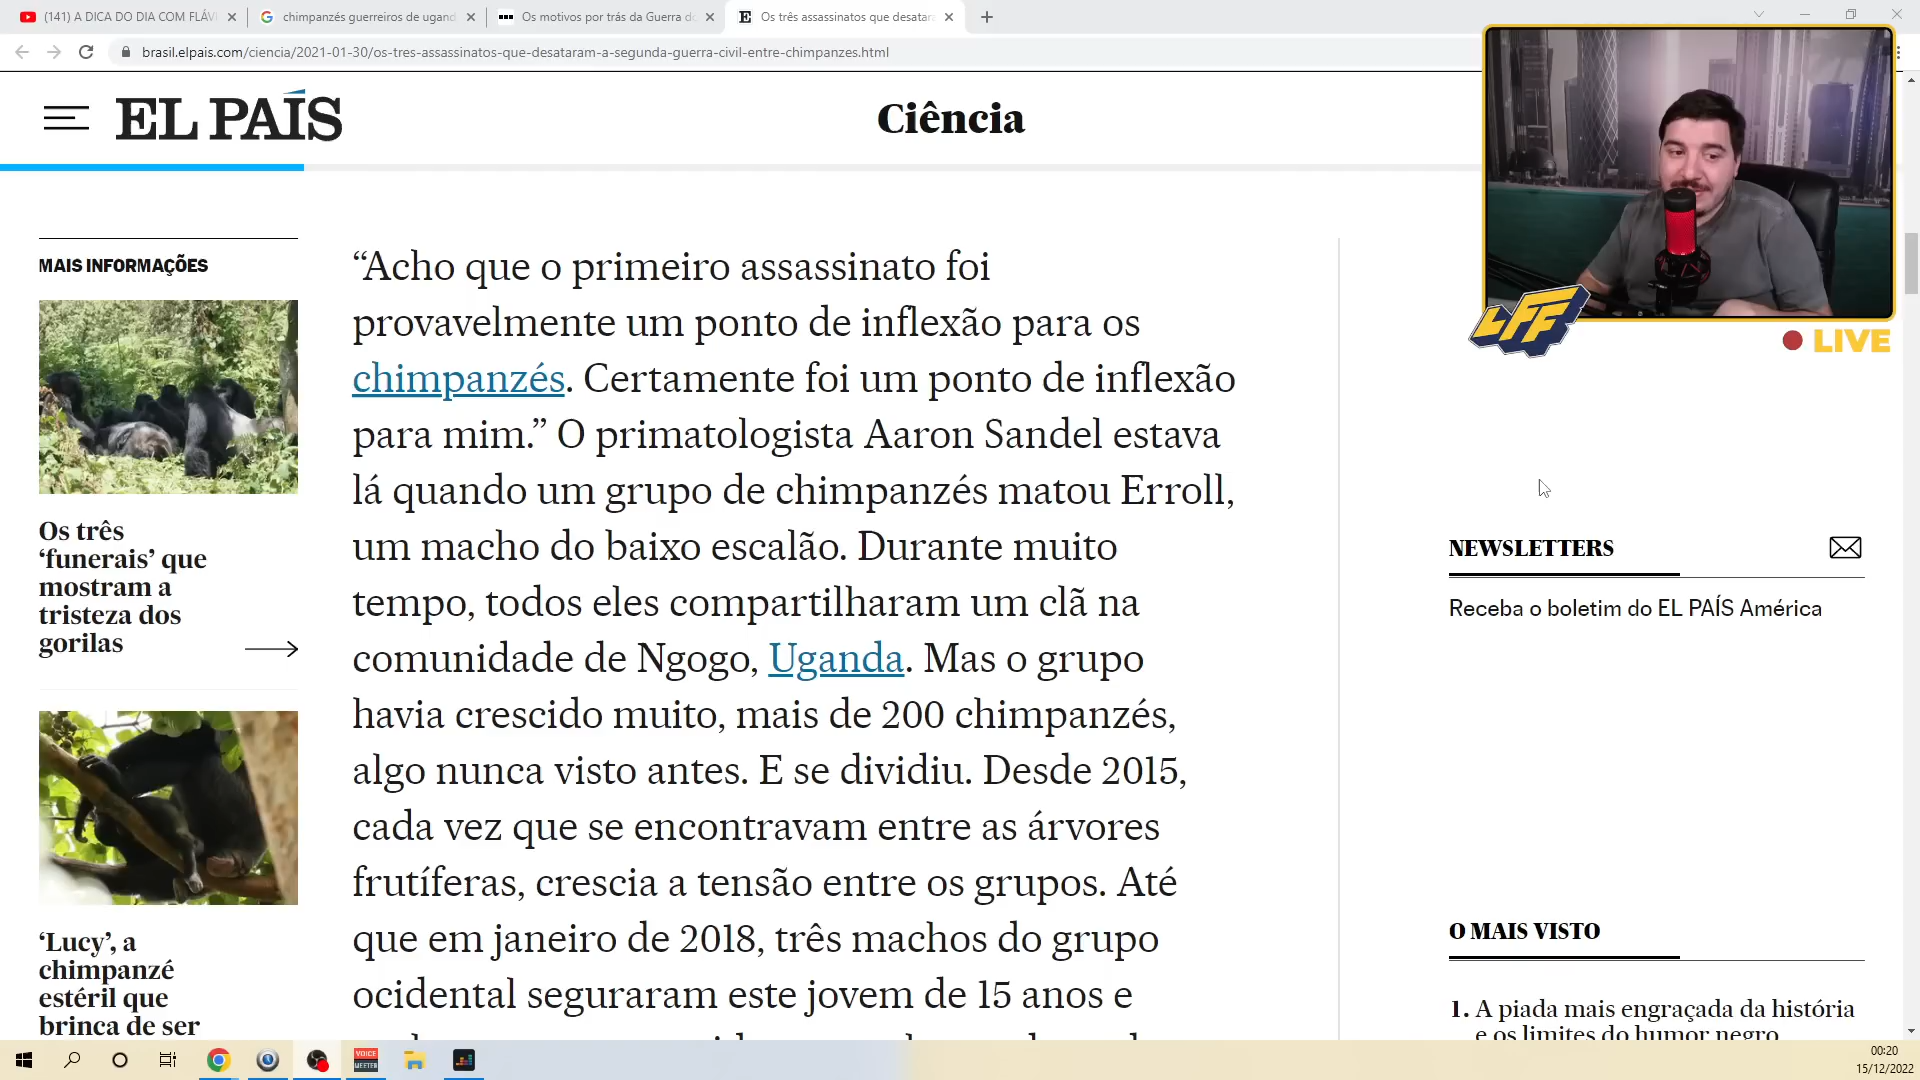 (141) A DICA DO DIA COM FLÁVI
chimpanzés guerreiros de ugand
Os motivos por trás da Guerra do
Os três assassinatos que desatara
brasil.elpais.com/ciencia/2021-01-30/os-tres-assassinatos-que-desataram-a-segunda-guerra-civil-entre-chimpanzes.html
EL PAÍS
Ciência
LFF
LIVE
MAIS INFORMAÇÕES
Os três
‘funerais’ que
mostram a
tristeza dos
gorilas
‘Lucy’, a
chimpanzé
estéril que
brinca de ser
“Acho que o primeiro assassinato foi
provavelmente um ponto de inflexão para os
chimpanzés. Certamente foi um ponto de inflexão
para mim.” O primatologista Aaron Sandel estava
lá quando um grupo de chimpanzés matou Erroll,
um macho do baixo escalão. Durante muito
tempo, todos eles compartilharam um clã na
comunidade de Ngogo, Uganda. Mas o grupo
havia crescido muito, mais de 200 chimpanzés,
algo nunca visto antes. E se dividiu. Desde 2015,
cada vez que se encontravam entre as árvores
frutíferas, crescia a tensão entre os grupos. Até
que em janeiro de 2018, três machos do grupo
ocidental seguraram este jovem de 15 anos e
NEWSLETTERS
Receba o boletim do EL PAÍS América
O MAIS VISTO
1. A piada mais engraçada da história
e os limites do humor negro
VOICE
MEETER
00:20
15/12/2022